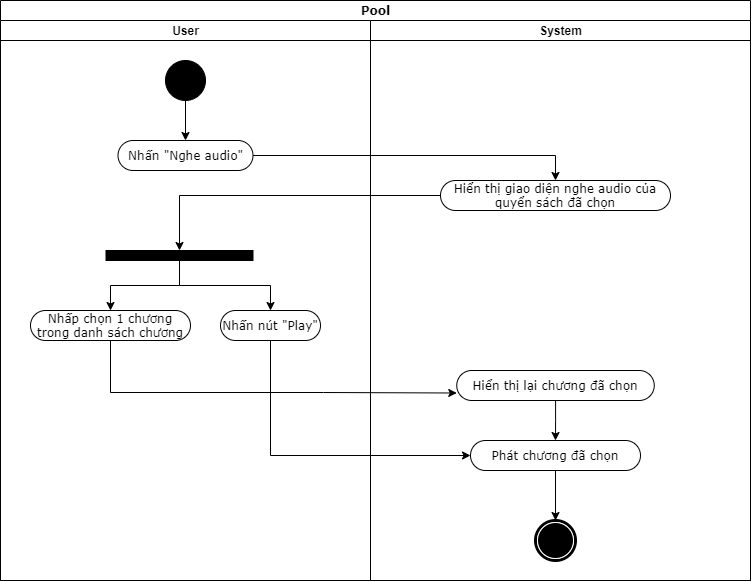 Pool
User
System
Nhấn "Nghe audio"
Hiển thị giao diện nghe audio của
quyển sách đã chọn
Nhấp chọn 1 chương
trong danh sách chương
Nhấn nút "Play"
Hiển thị lại chương đã chọn
Phát chương đã chọn